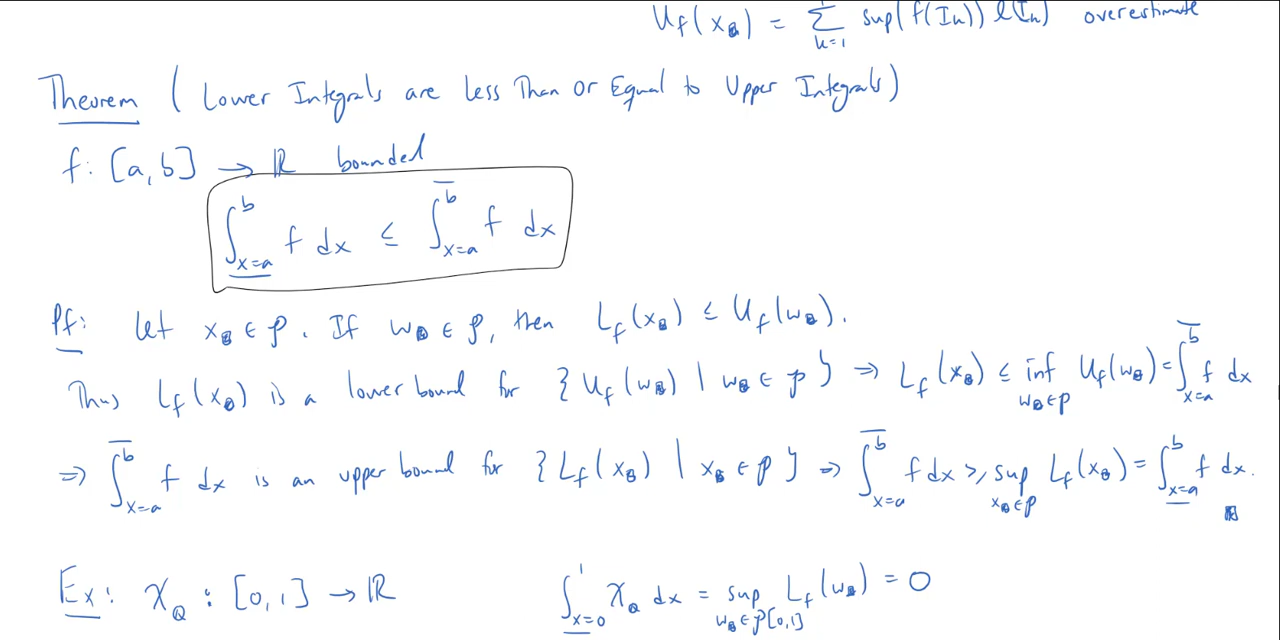 U_f(x_•) = Σ_{k=1} sup(f(I_k)) ℓ(I_k) overestimate
Theorem (Lower Integrals are Less Than or Equal to Upper Integrals)
f: [a,b] → ℝ bounded
∫_{x=a}^b f dx ≤ ∫_{x=a}^b̅ f dx
Pf: Let x_• ∈ P. If w_• ∈ P, then L_f(x_•) ≤ U_f(w_•).
Thus L_f(x_•) is a lower bound for {U_f(w_•) | w_• ∈ P} ⇒ L_f(x_•) ≤ inf_{w_•∈P} U_f(w_•) = ∫_{x=a}^b̅ f dx
⇒ ∫_{x=a}^b̅ f dx is an upper bound for {L_f(x_•) | x_• ∈ P} ⇒ ∫_{x=a}^b̅ f dx ≥ sup_{x_•∈P} L_f(x_•) = ∫_{x=a}^b f dx.
Ex: χ_Q : [0,1] → ℝ ∫_{x=0}^1 χ_Q dx = sup_{w_•∈P[0,1]} L_f(w_•) = 0